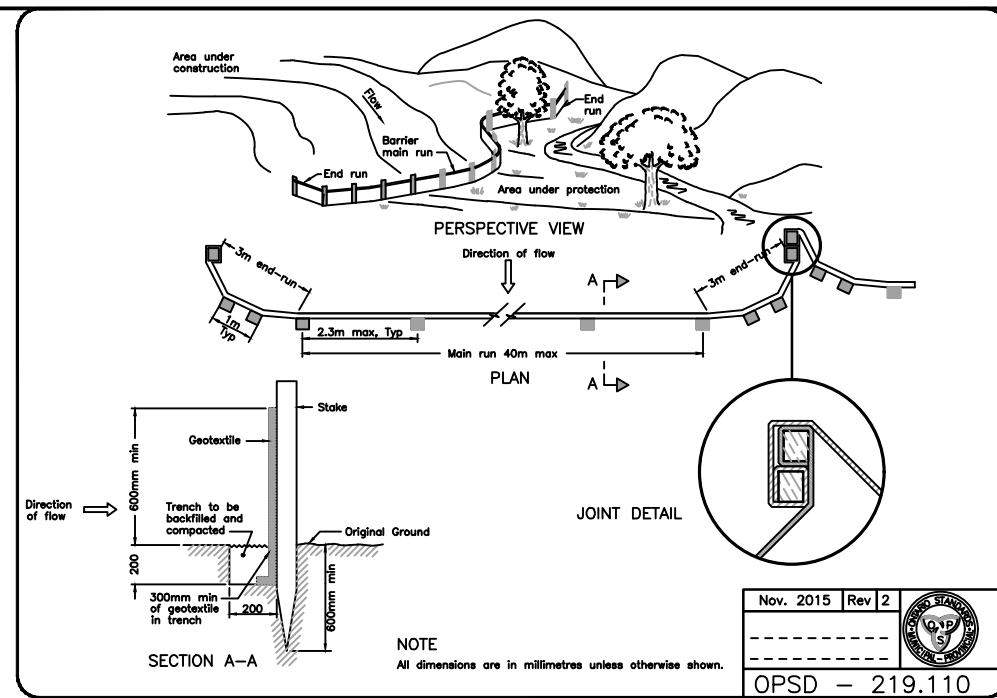 Area under
construction
Flow
End
run
Barrier
main run
End run
Area under protection
PERSPECTIVE VIEW
Direction of flow
3m end-run
3m end-run
A
1m
Typ
2.3m max, Typ
Main run 40m max
PLAN
A
Stake
Geotextile
600mm min
Direction
of flow
Trench to be
backfilled and
compacted
Original Ground
200
300mm min
of geotextile
in trench
200
600mm min
SECTION A-A
JOINT DETAIL
NOTE
All dimensions are in millimetres unless otherwise shown.
Nov. 2015 Rev 2
ONTARIO STANDARDS
MUNICIPAL - PROVINCIAL
O P
S
OPSD - 219.110